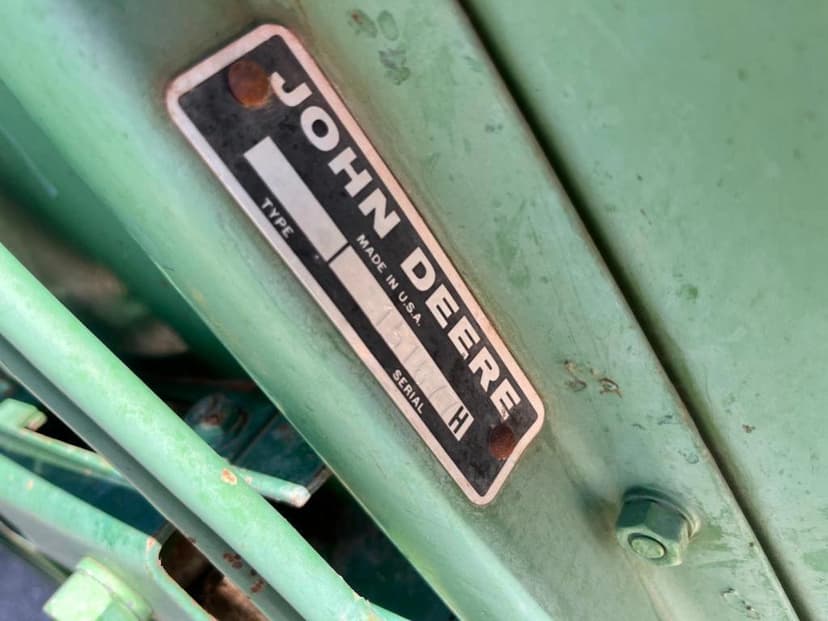 JOHN DEERE
MADE IN U.S.A.
TYPE
SERIAL
H